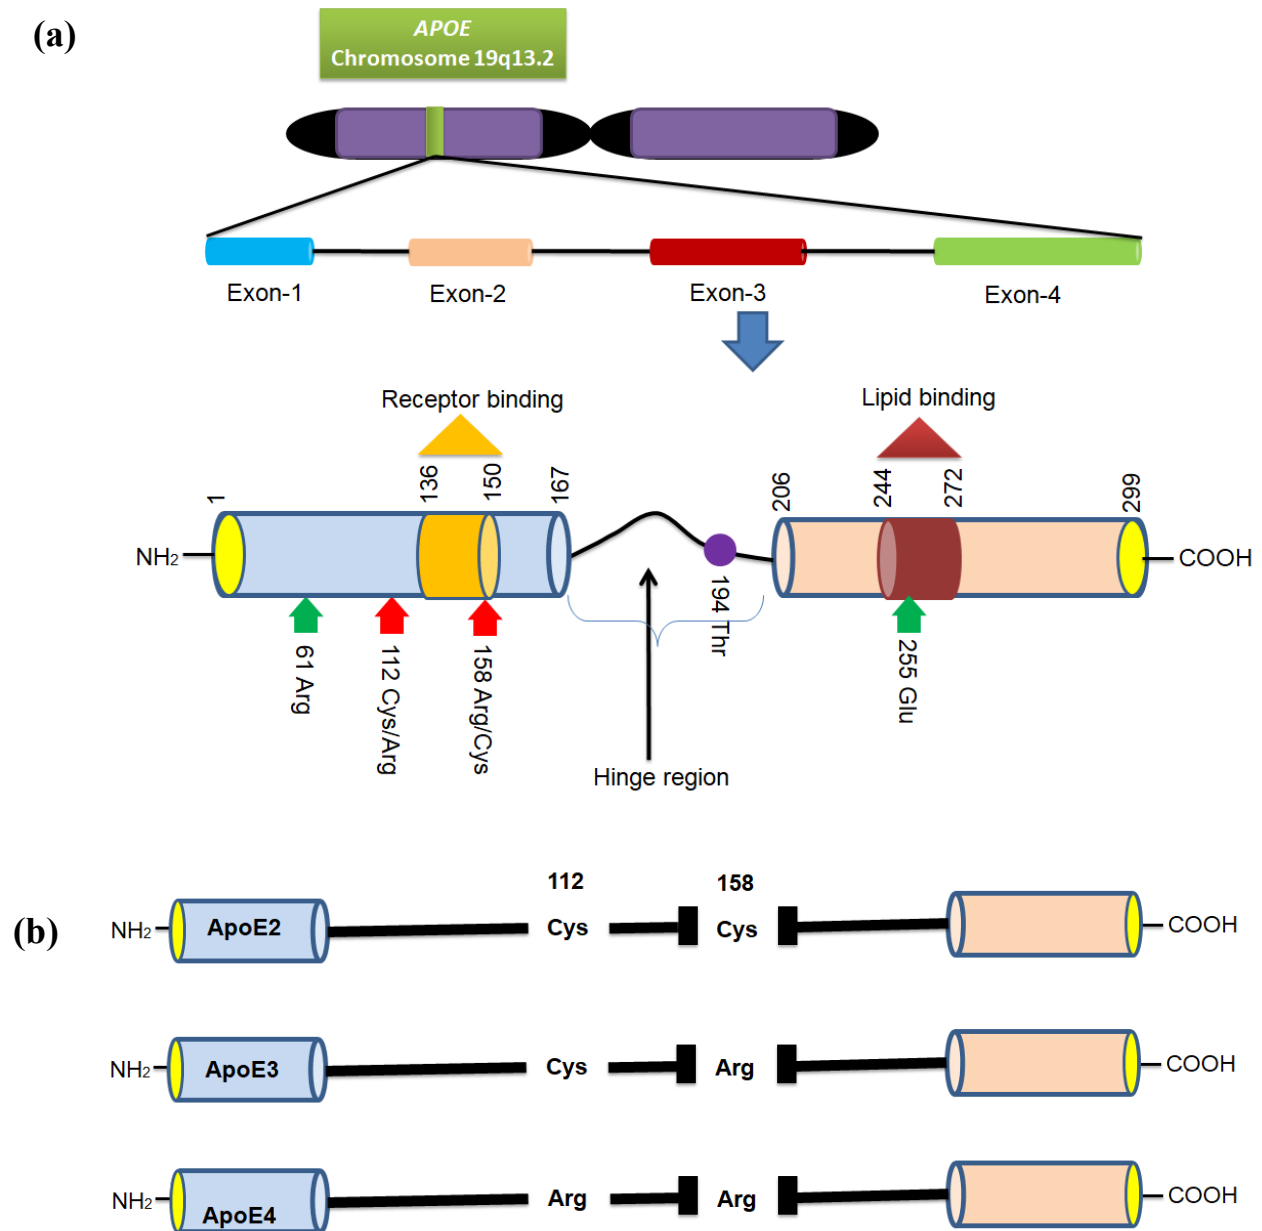 (a)
APOE
Chromosome 19q13.2
Exon-1
Exon-2
Exon-3
Exon-4
Receptor binding
Lipid binding
1
136
150
167
206
244
272
299
NH2
COOH
61 Arg
112 Cys/Arg
158 Arg/Cys
194 Thr
255 Glu
Hinge region
(b)
112
158
NH2
ApoE2
Cys
Cys
COOH
NH2
ApoE3
Cys
Arg
COOH
NH2
ApoE4
Arg
Arg
COOH